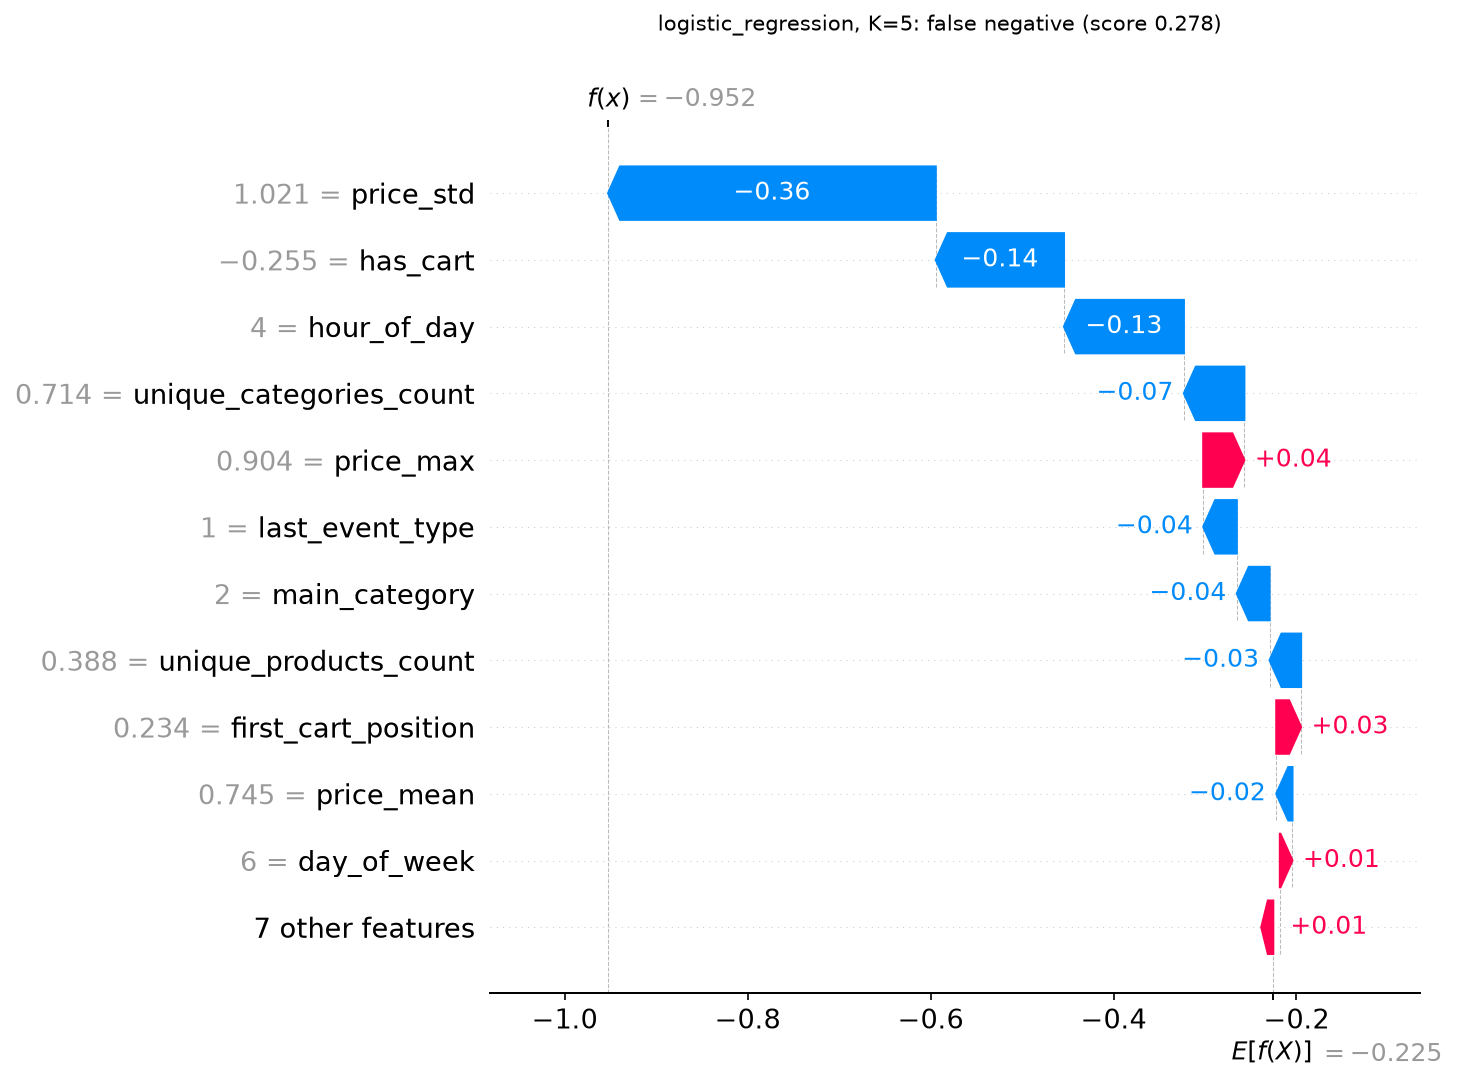 logistic_regression, K=5: false negative (score 0.278)
f(x) = −0.952
1.021 = price_std −0.36
−0.255 = has_cart −0.14
4 = hour_of_day −0.13
0.714 = unique_categories_count −0.07
0.904 = price_max +0.04
1 = last_event_type −0.04
2 = main_category −0.04
0.388 = unique_products_count −0.03
0.234 = first_cart_position +0.03
0.745 = price_mean −0.02
6 = day_of_week +0.01
7 other features +0.01
−1.0 −0.8 −0.6 −0.4 −0.2
E[f(X)] = −0.225